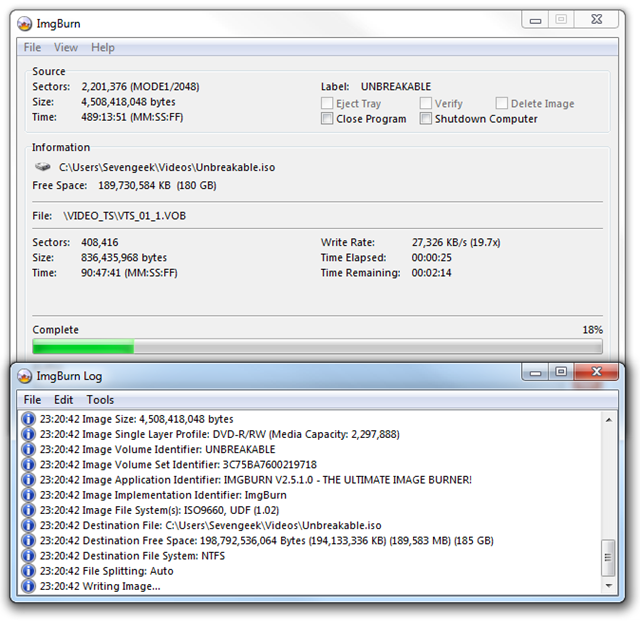 ImgBurn
File View Help
Source
Sectors: 2,201,376 (MODE1/2048) Label: UNBREAKABLE
Size: 4,508,418,048 bytes Eject Tray Verify Delete Image
Time: 489:13:51 (MM:SS:FF) Close Program Shutdown Computer
Information
C:\Users\Sevengeek\Videos\Unbreakable.iso
Free Space: 189,730,584 KB (180 GB)
File: \VIDEO_TS\VTS_01_1.VOB
Sectors: 408,416 Write Rate: 27,326 KB/s (19.7x)
Size: 836,435,968 bytes Time Elapsed: 00:00:25
Time: 90:47:41 (MM:SS:FF) Time Remaining: 00:02:14
Complete 18%
ImgBurn Log
File Edit Tools
23:20:42 Image Size: 4,508,418,048 bytes
23:20:42 Image Single Layer Profile: DVD-R/RW (Media Capacity: 2,297,888)
23:20:42 Image Volume Identifier: UNBREAKABLE
23:20:42 Image Volume Set Identifier: 3C75BA7600219718
23:20:42 Image Application Identifier: IMGBURN V2.5.1.0 - THE ULTIMATE IMAGE BURNER!
23:20:42 Image Implementation Identifier: ImgBurn
23:20:42 Image File System(s): ISO9660, UDF (1.02)
23:20:42 Destination File: C:\Users\Sevengeek\Videos\Unbreakable.iso
23:20:42 Destination Free Space: 198,792,536,064 Bytes (194,133,336 KB) (189,583 MB) (185 GB)
23:20:42 Destination File System: NTFS
23:20:42 File Splitting: Auto
23:20:42 Writing Image...